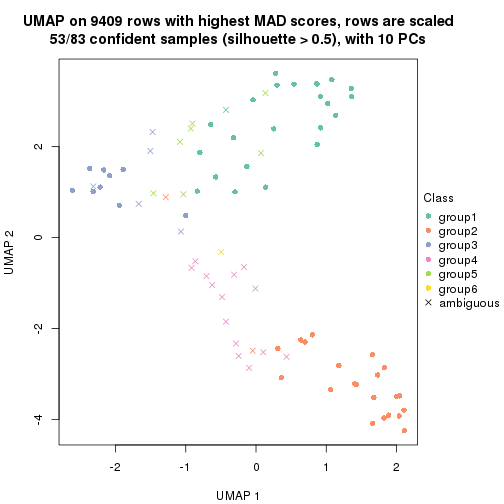 UMAP on 9409 rows with highest MAD scores, rows are scaled
53/83 confident samples (silhouette > 0.5), with 10 PCs
UMAP 2
2
0
-2
-4
-2
-1
0
1
2
UMAP 1
Class
group1
group2
group3
group4
group5
group6
ambiguous